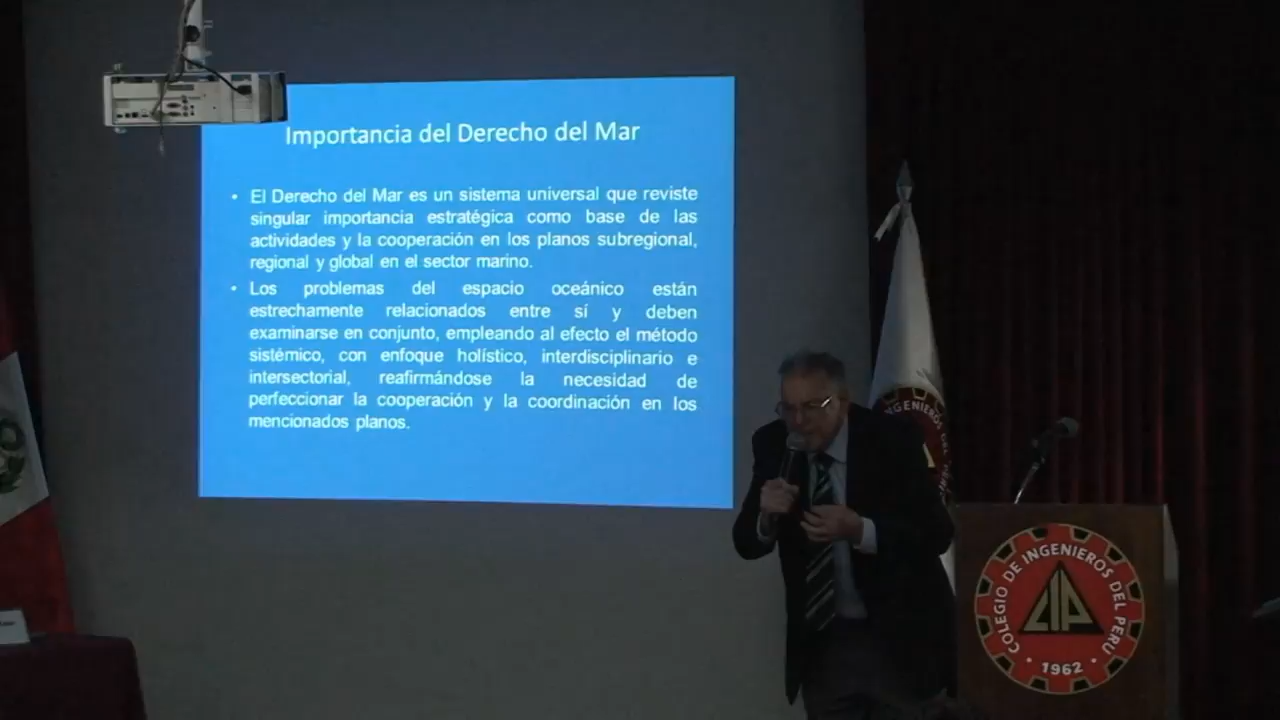 Importancia del Derecho del Mar
• El Derecho del Mar es un sistema universal que reviste
singular importancia estratégica como base de las
actividades y la cooperación en los planos subregional,
regional y global en el sector marino.
• Los problemas del espacio oceánico están
estrechamente relacionados entre sí y deben
examinarse en conjunto, empleando al efecto el método
sistémico, con enfoque holístico, interdisciplinario e
intersectorial, reafirmándose la necesidad de
perfeccionar la cooperación y la coordinación en los
mencionados planos.
COLEGIO DE INGENIEROS DEL PERU
CIP
• 1962 •